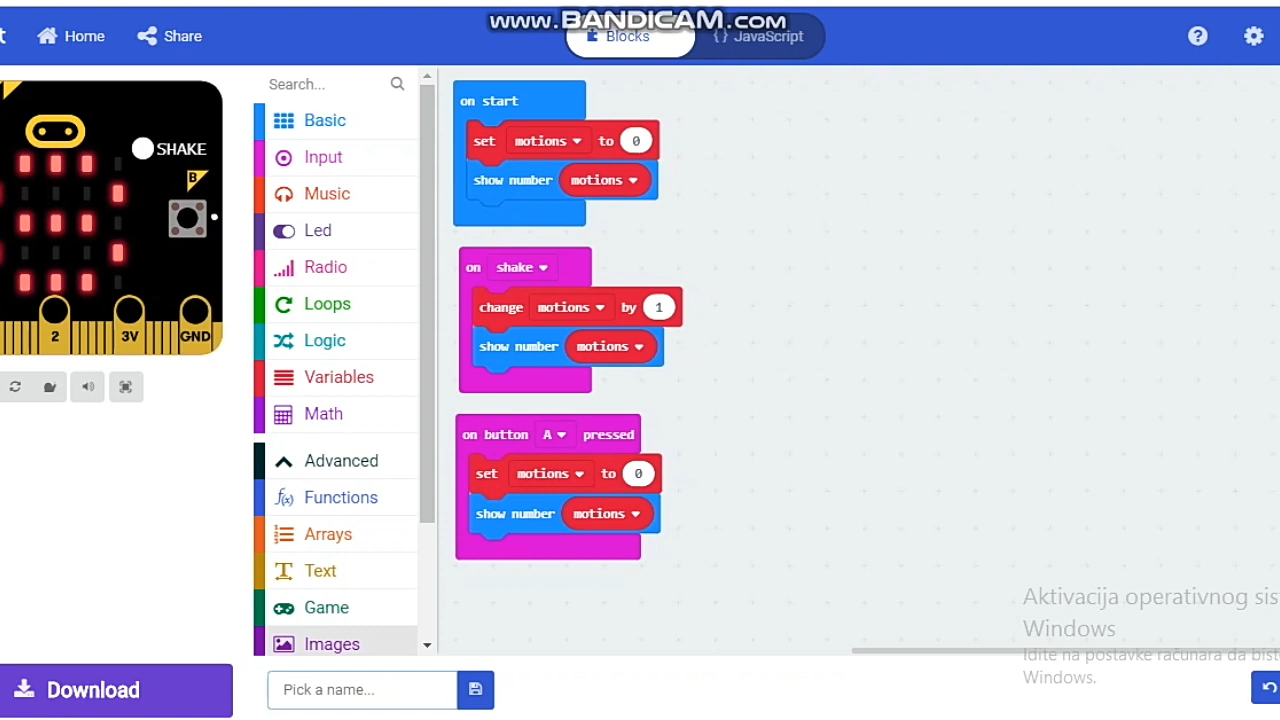 www.BANDICAM.com
t Home Share Blocks {} JavaScript
Search...
Basic
Input
Music
Led
Radio
Loops
Logic
Variables
Math
Advanced
Functions
Arrays
Text
Game
Images
SHAKE
B
2 3V GND
on start
set motions to 0
show number motions
on shake
change motions by 1
show number motions
on button A pressed
set motions to 0
show number motions
Aktivacija operativnog sis
Windows
Idite na postavke računara da biste
Windows.
Download
Pick a name...